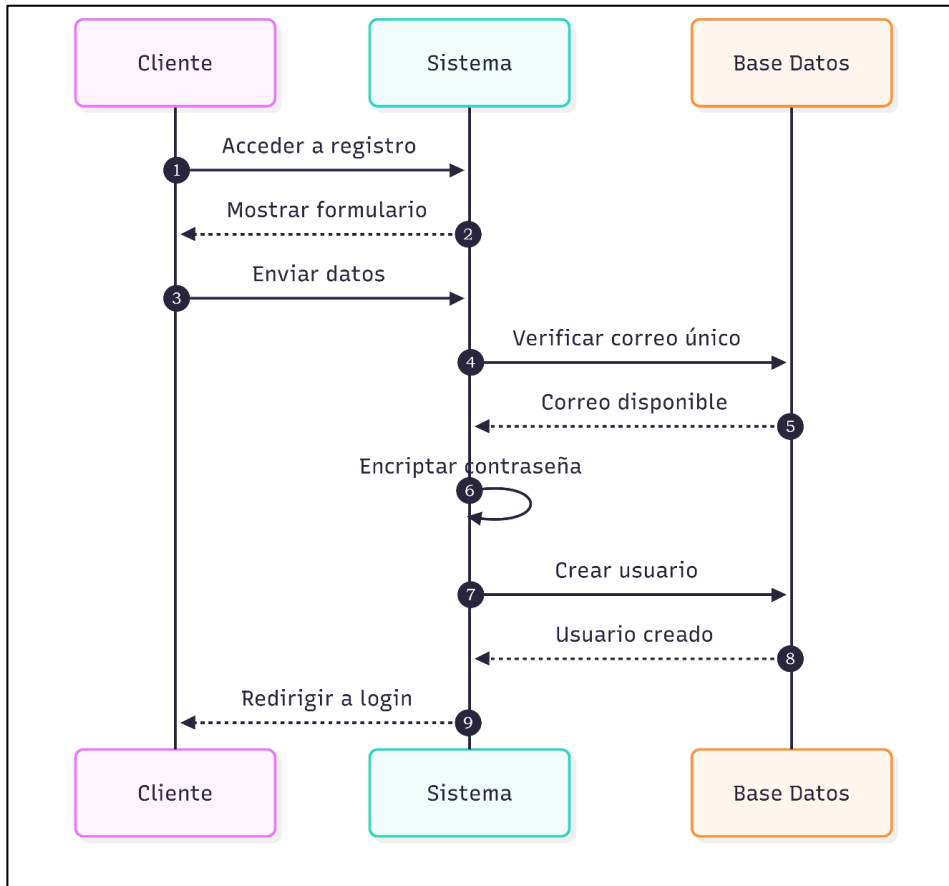 Cliente
Sistema
Base Datos
Acceder a registro
1
Mostrar formulario
2
Enviar datos
3
Verificar correo único
4
Correo disponible
5
Encriptar contraseña
6
Crear usuario
7
Usuario creado
8
Redirigir a login
9
Cliente
Sistema
Base Datos